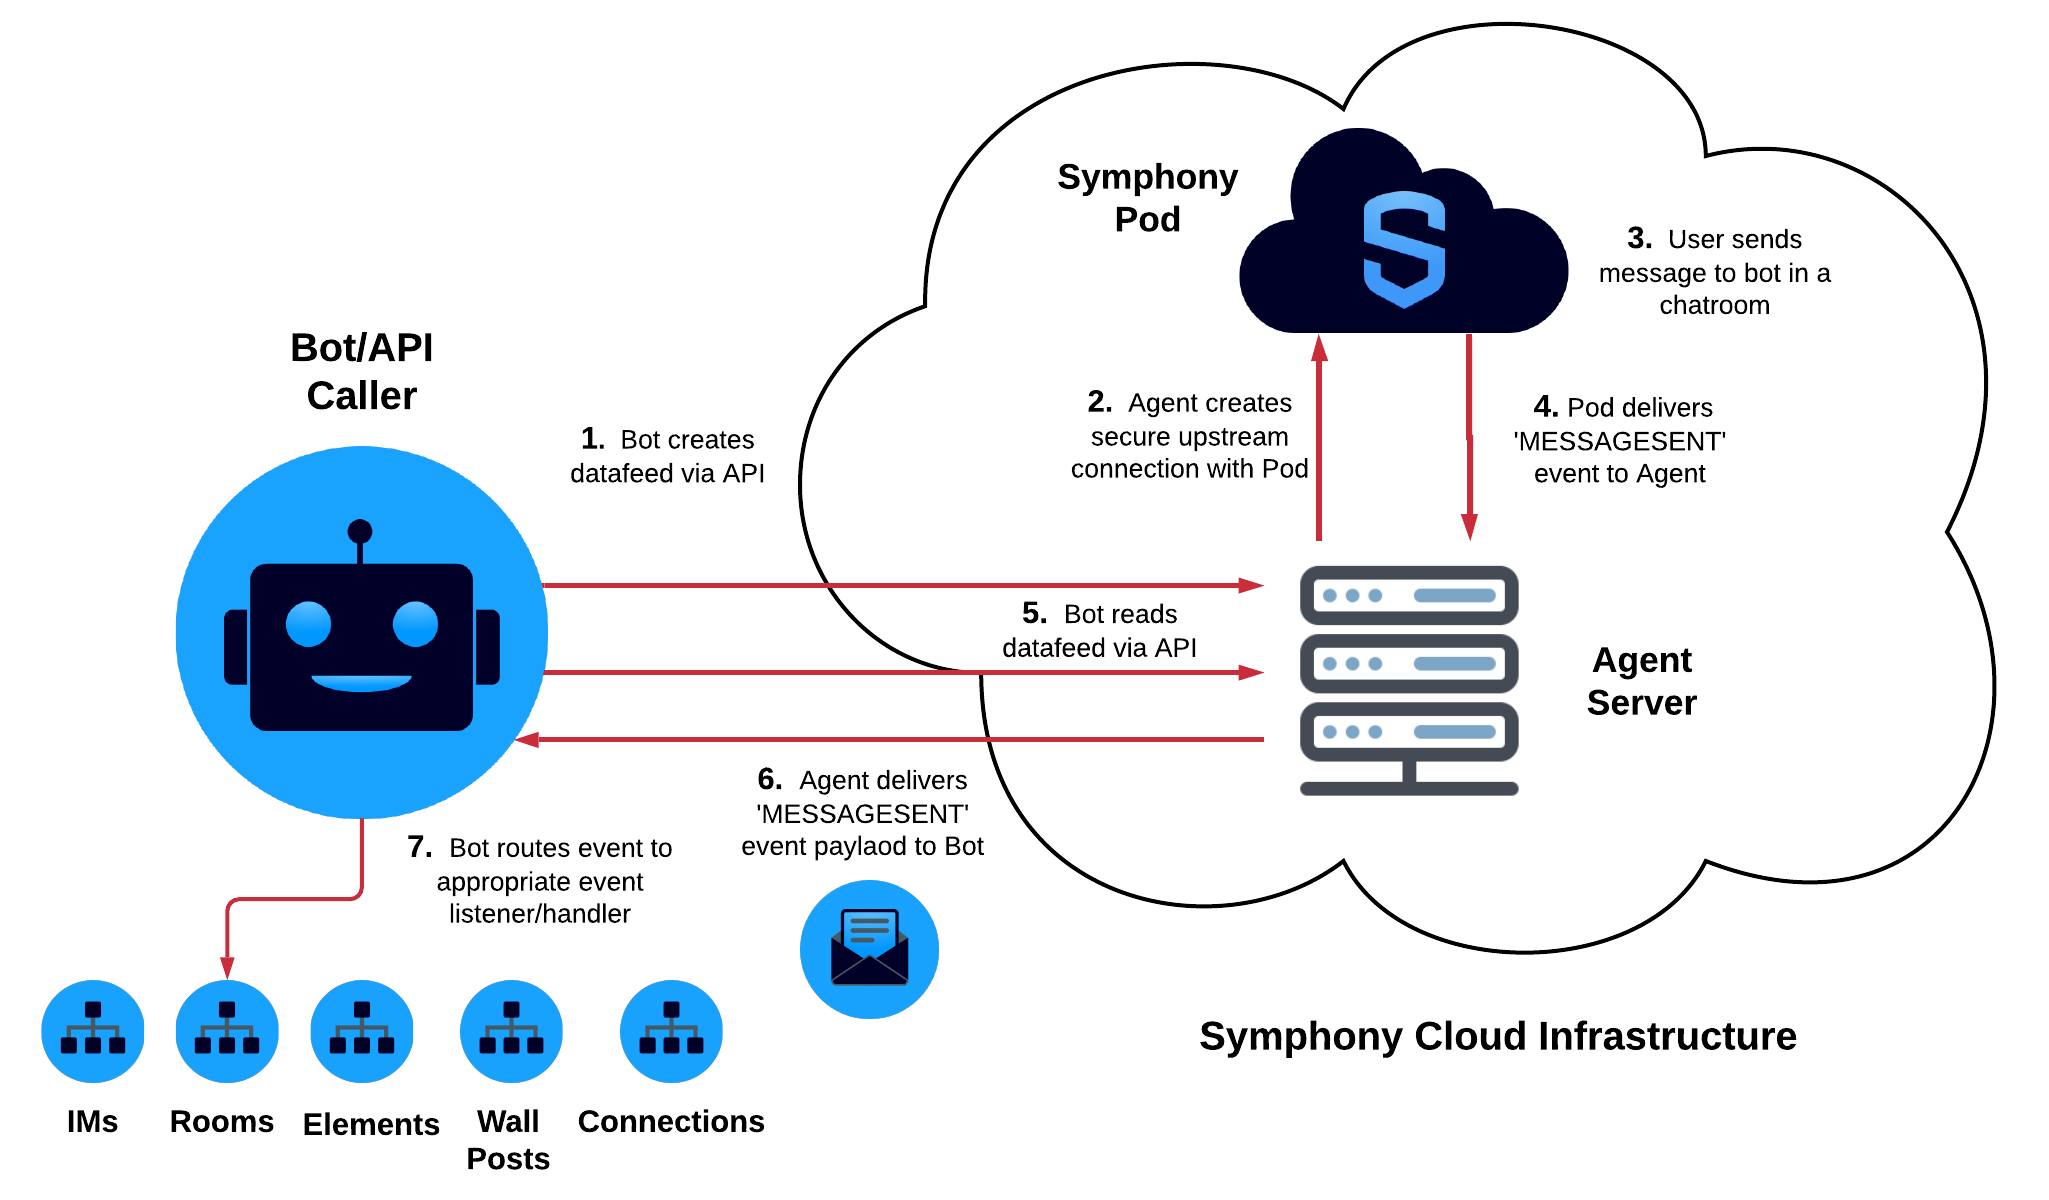 Symphony
Pod
3. User sends
message to bot in a
chatroom
Bot/API
Caller
1. Bot creates
datafeed via API
2. Agent creates
secure upstream
connection with Pod
4. Pod delivers
'MESSAGESENT'
event to Agent
5. Bot reads
datafeed via API
Agent
Server
6. Agent delivers
'MESSAGESENT'
event paylaod to Bot
7. Bot routes event to
appropriate event
listener/handler
Symphony Cloud Infrastructure
IMs
Rooms
Elements
Wall
Posts
Connections